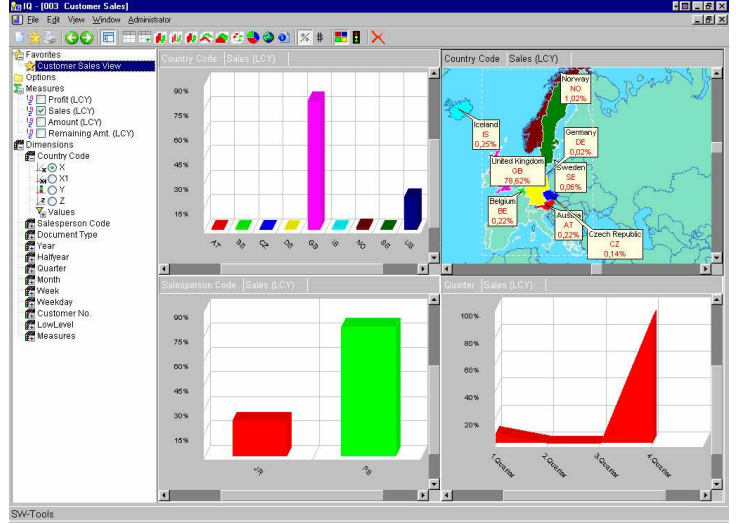 IQ - [003 Customer Sales]
File Edit View Window Administrator
% #
Favorites
Customer Sales View
Options
Measures
Profit (LCY)
Sales (LCY)
Amount (LCY)
Remaining Amt. (LCY)
Dimensions
Country Code
X
X1
Y
Z
Values
Salesperson Code
Document Type
Year
Halfyear
Quarter
Month
Week
Weekday
Customer No.
LowLevel
Measures
Country Code Sales (LCY)
90%
75%
60%
45%
30%
15%
AT CZ DE GB IS NO SE US
Country Code Sales (LCY)
Norway
NO
1,02%
Iceland
IS
0,25%
Germany
DE
0,02%
United Kingdom
GB
78,62%
Sweden
SE
0,06%
Belgium
BE
0,22%
Austria
AT
0,22%
Czech Republic
CZ
0,14%
Salesperson Code Sales (LCY)
90%
75%
60%
45%
30%
15%
JR PS
Quarter Sales (LCY)
100%
80%
60%
40%
20%
1.Quarter 2.Quarter 3.Quarter 4.Quarter
SW-Tools